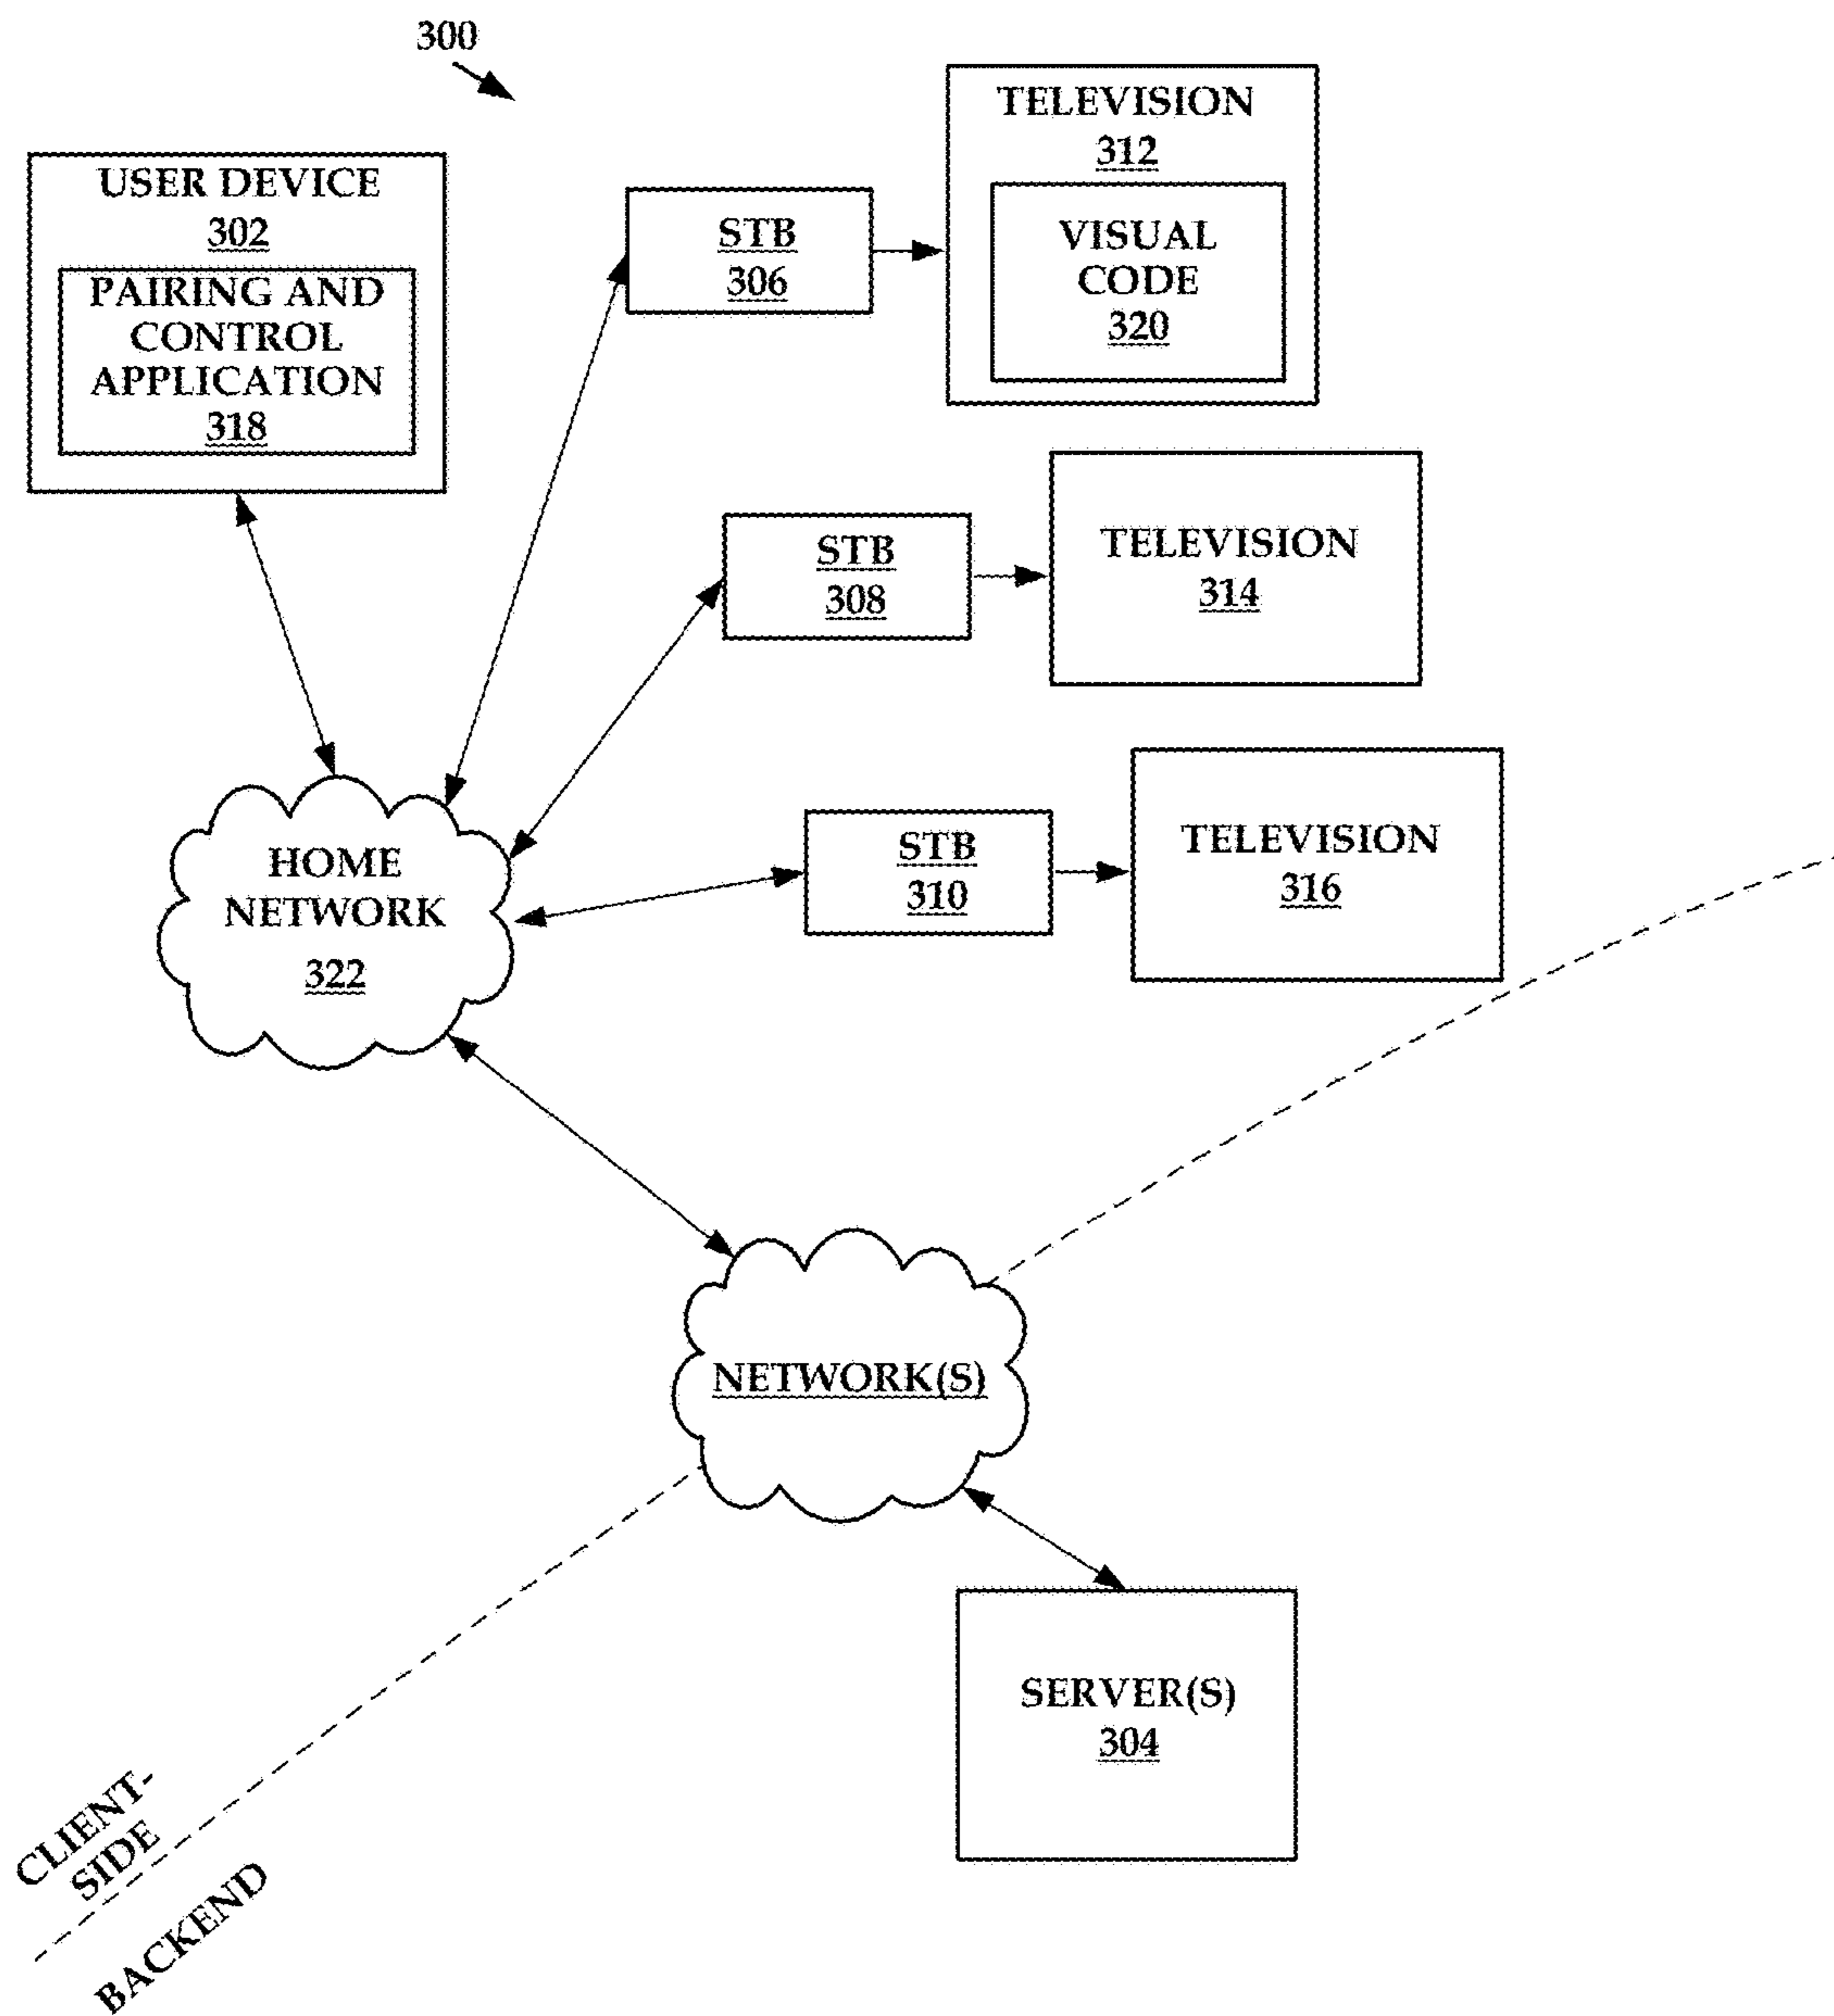 300
USER DEVICE
302
PAIRING AND
CONTROL
APPLICATION
318
STB
306
TELEVISION
312
VISUAL
CODE
320
STB
308
TELEVISION
314
STB
310
TELEVISION
316
HOME
NETWORK
322
NETWORK(S)
SERVER(S)
304
CLIENT-
SIDE
BACKEND